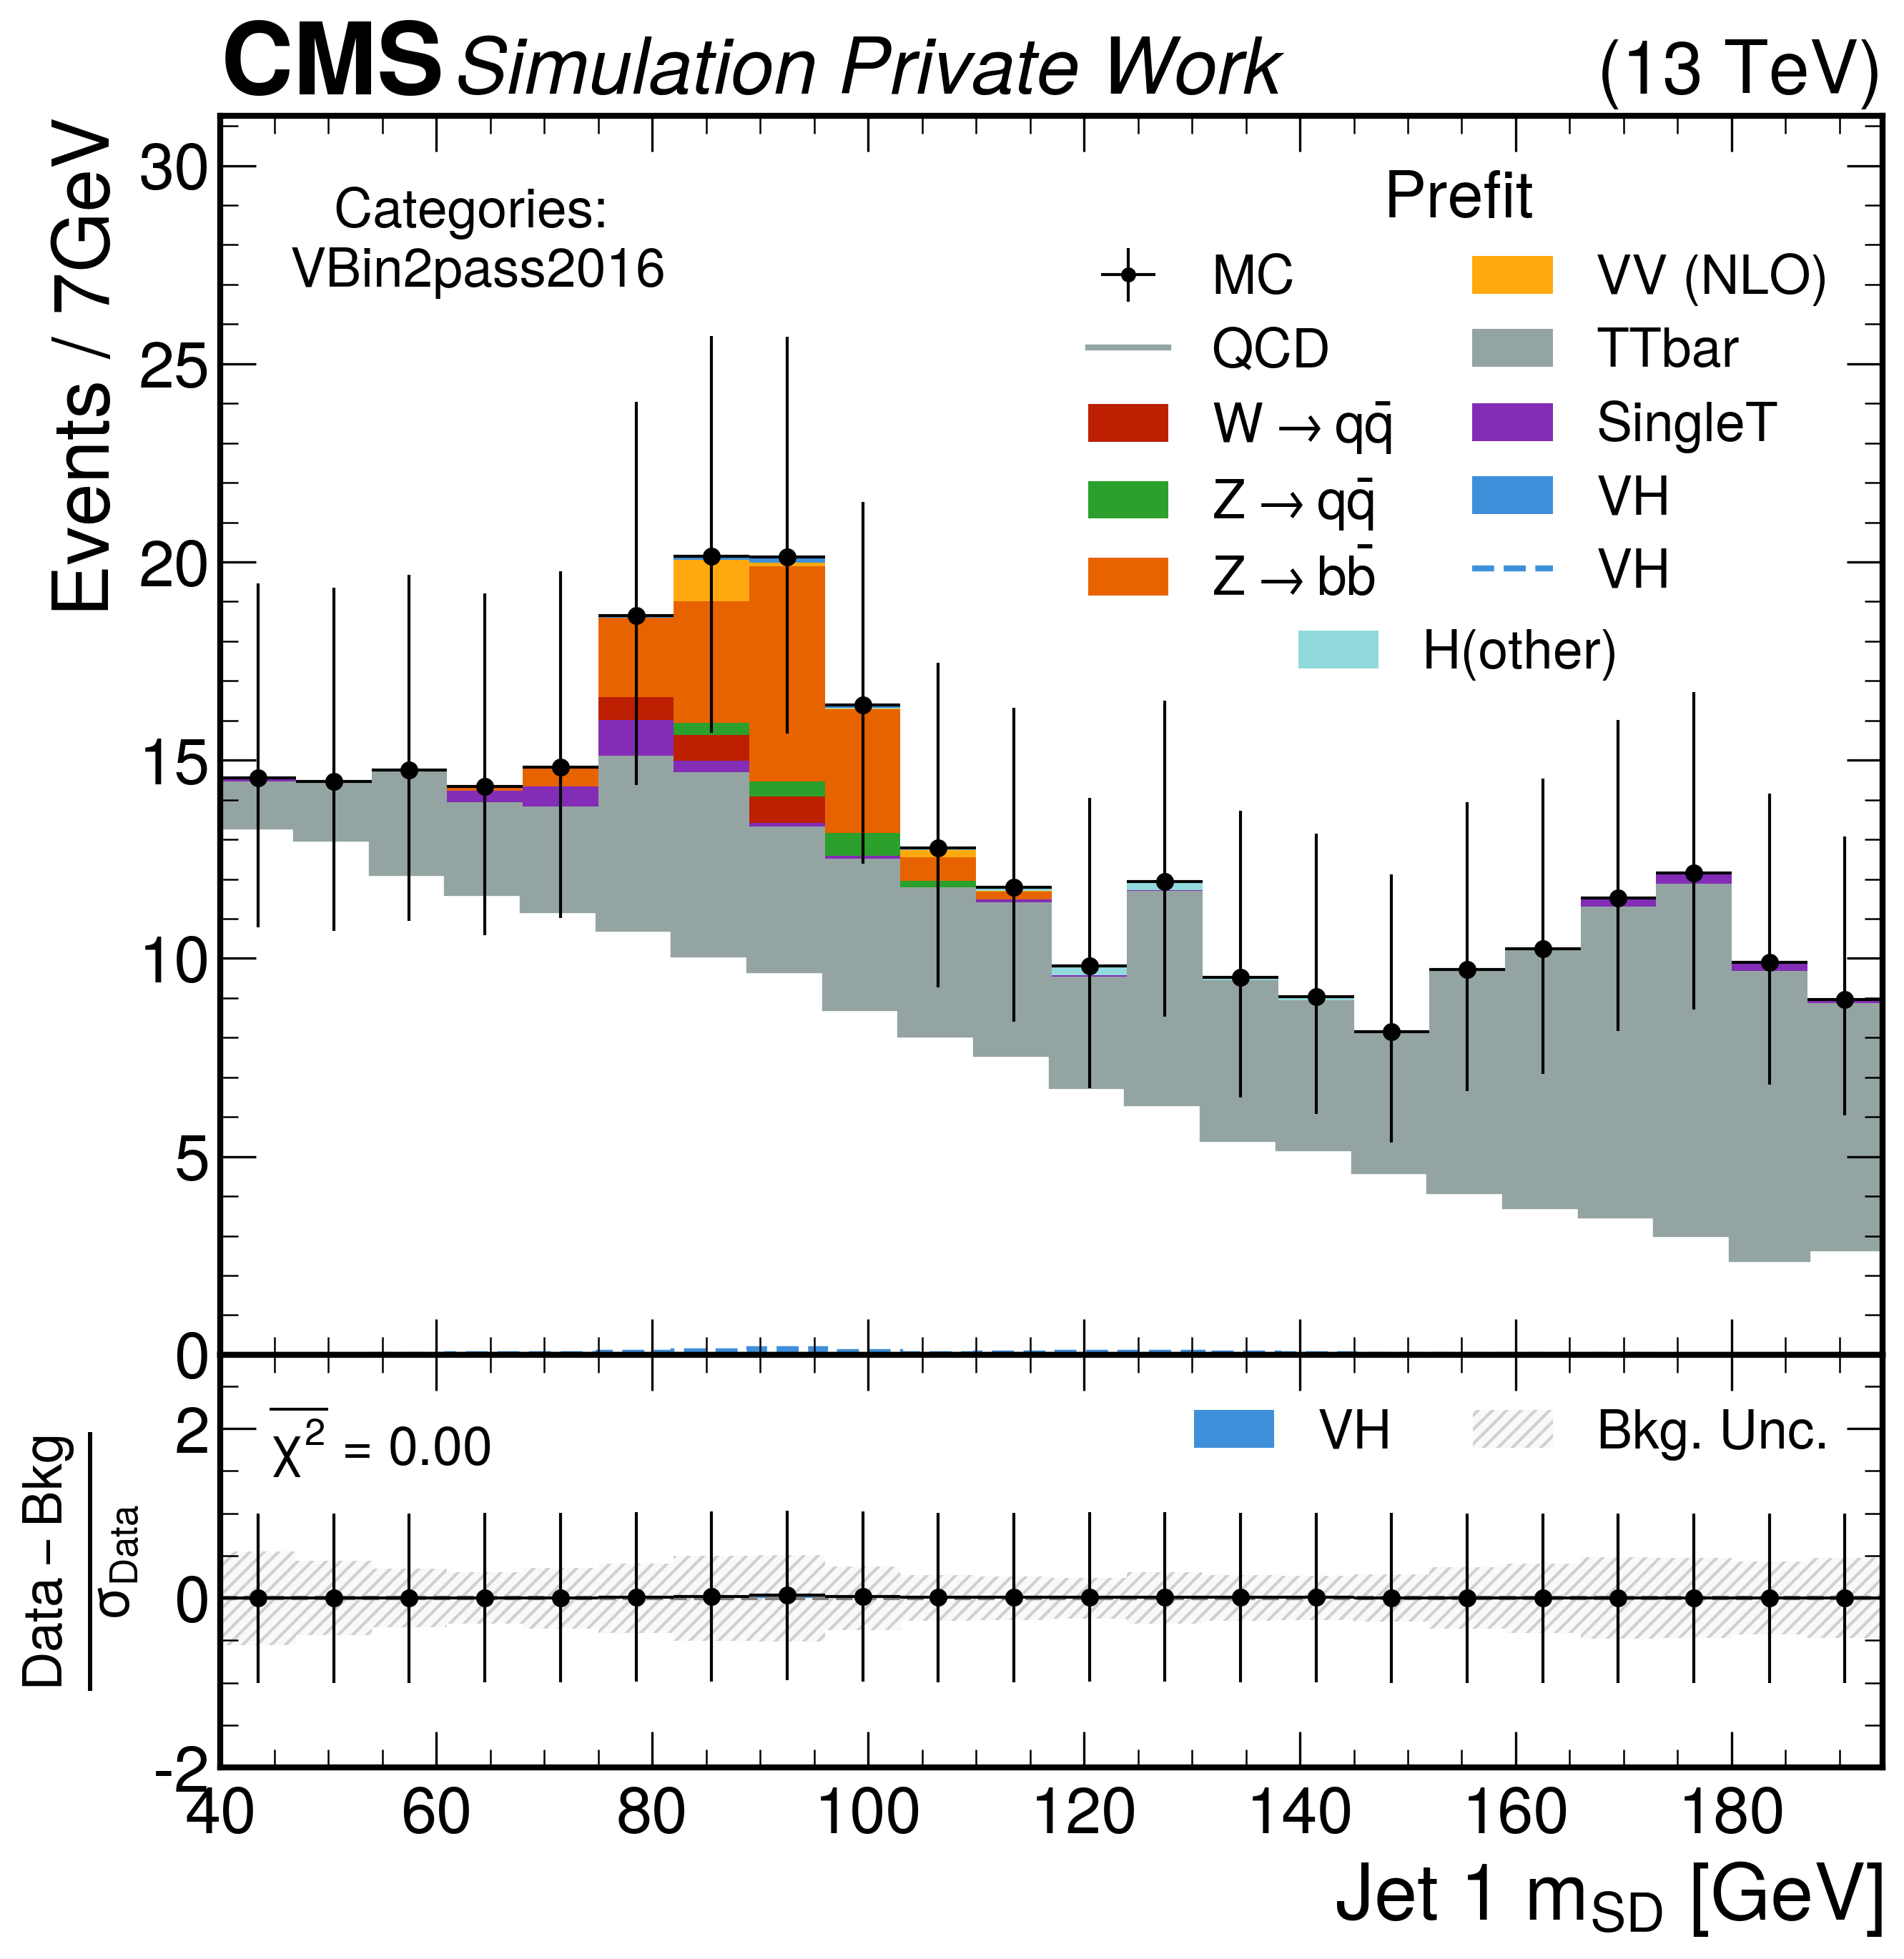 CMS Simulation Private Work (13 TeV)
Events / 7GeV
30
25
20
15
10
5
0
Categories:
VBin2pass2016
Prefit
MC
QCD
W → qq̄
Z → qq̄
Z → bb̄
VV (NLO)
TTbar
SingleT
VH
VH
H(other)
Data − Bkg
σData
2
0
-2
χ² = 0.00
VH
Bkg. Unc.
40 60 80 100 120 140 160 180
Jet 1 mSD [GeV]